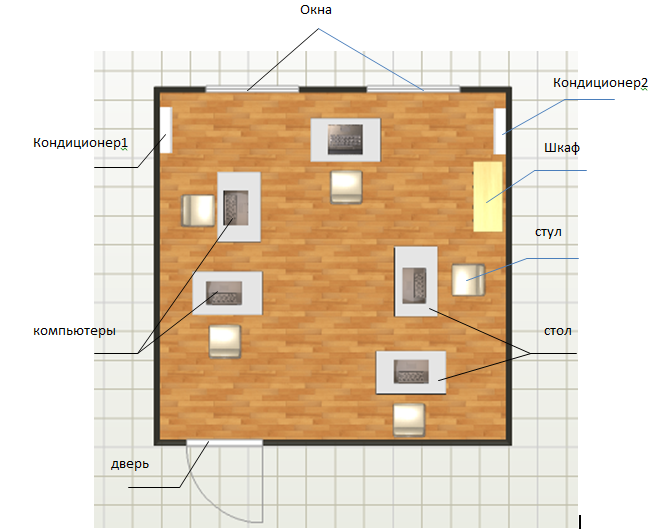 Окна
Кондиционер2
Кондиционер1
Шкаф
стул
компьютеры
стол
дверь